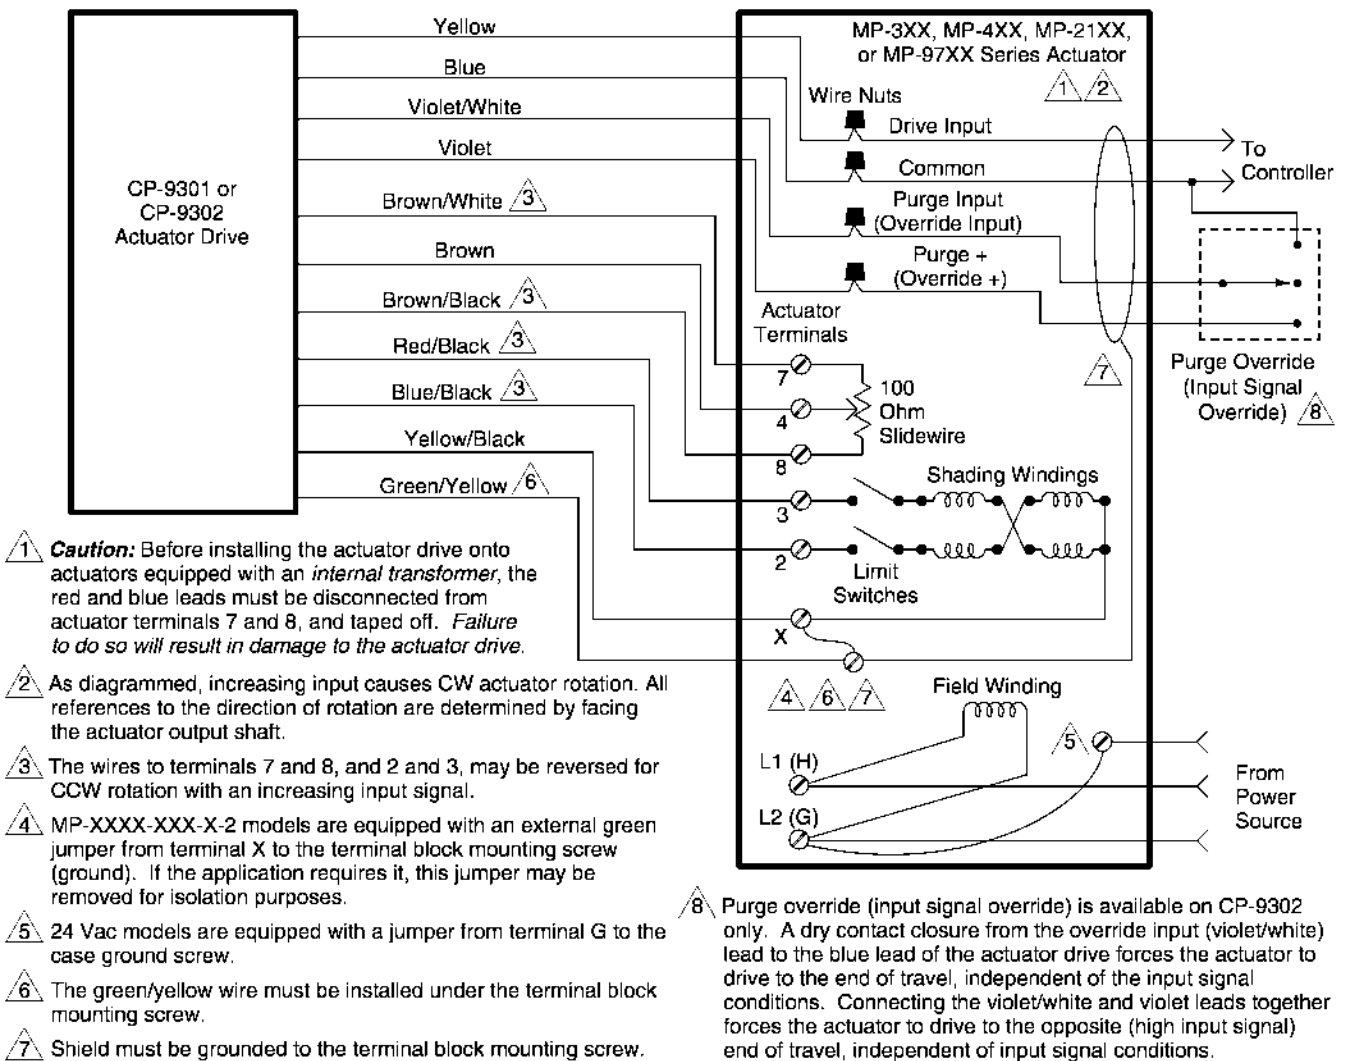 Yellow
Blue
Violet/White
Violet
Brown/White 3
Brown
Brown/Black 3
Red/Black 3
Blue/Black 3
Yellow/Black
Green/Yellow 6
CP-9301 or
CP-9302
Actuator Drive
MP-3XX, MP-4XX, MP-21XX,
or MP-97XX Series Actuator
1 2
Wire Nuts
Drive Input
Common
Purge Input
(Override Input)
Purge +
(Override +)
To
Controller
Actuator
Terminals
7
4
8
3
2
X
100
Ohm
Slidewire
7
Purge Override
(Input Signal
Override) 8
Shading Windings
Limit
Switches
4 6 7
Field Winding
5
L1 (H)
L2 (G)
From
Power
Source
1 Caution: Before installing the actuator drive onto
actuators equipped with an internal transformer, the
red and blue leads must be disconnected from
actuator terminals 7 and 8, and taped off. Failure
to do so will result in damage to the actuator drive.
2 As diagrammed, increasing input causes CW actuator rotation. All
references to the direction of rotation are determined by facing
the actuator output shaft.
3 The wires to terminals 7 and 8, and 2 and 3, may be reversed for
CCW rotation with an increasing input signal.
4 MP-XXXX-XXX-X-2 models are equipped with an external green
jumper from terminal X to the terminal block mounting screw
(ground). If the application requires it, this jumper may be
removed for isolation purposes.
5 24 Vac models are equipped with a jumper from terminal G to the
case ground screw.
6 The green/yellow wire must be installed under the terminal block
mounting screw.
7 Shield must be grounded to the terminal block mounting screw.
8 Purge override (input signal override) is available on CP-9302
only. A dry contact closure from the override input (violet/white)
lead to the blue lead of the actuator drive forces the actuator to
drive to the end of travel, independent of the input signal
conditions. Connecting the violet/white and violet leads together
forces the actuator to drive to the opposite (high input signal)
end of travel, independent of input signal conditions.